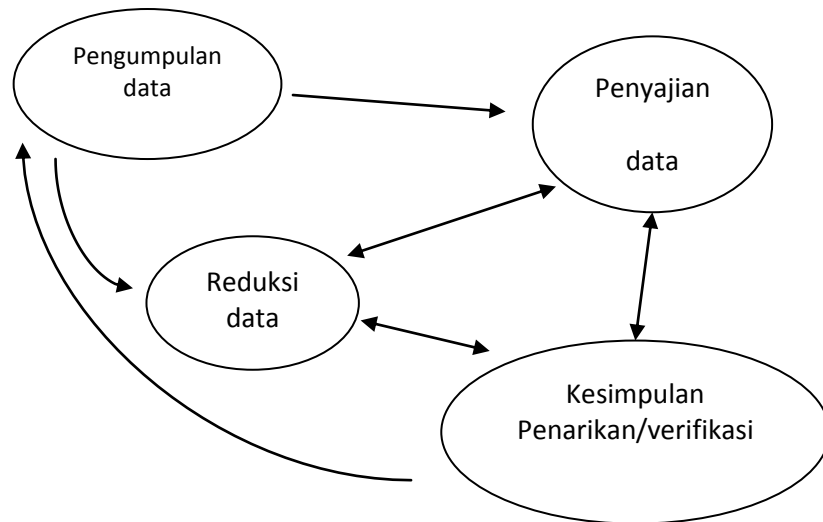 Pengumpulan
data
Penyajian
data
Reduksi
data
Kesimpulan
Penarikan/verifikasi